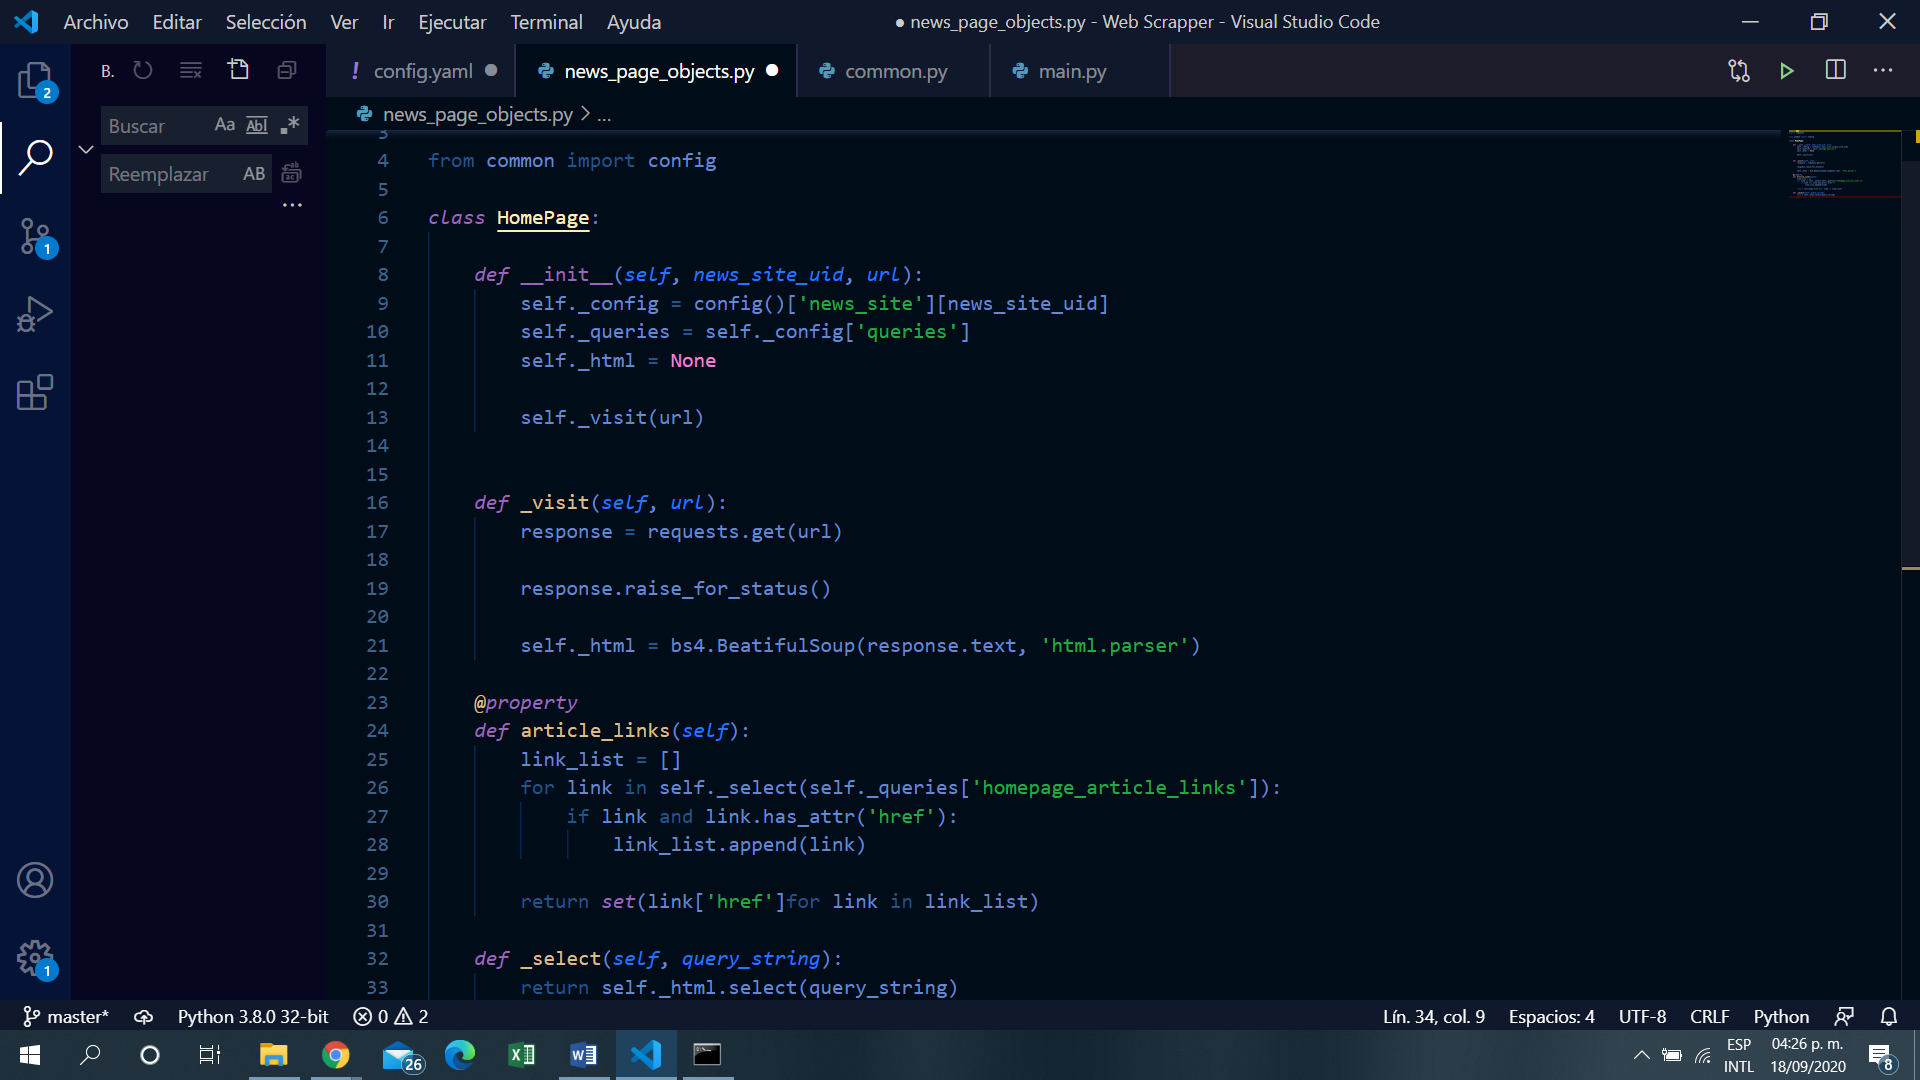 Archivo Editar Selección Ver Ir Ejecutar Terminal Ayuda
● news_page_objects.py - Web Scrapper - Visual Studio Code
B.
config.yaml
news_page_objects.py
common.py
main.py
news_page_objects.py > ...
2
Buscar Aa Abl
Reemplazar AB
1
1
3
4 from common import config
5
6 class HomePage:
7
8 def __init__(self, news_site_uid, url):
9 self._config = config()['news_site'][news_site_uid]
10 self._queries = self._config['queries']
11 self._html = None
12
13 self._visit(url)
14
15
16 def _visit(self, url):
17 response = requests.get(url)
18
19 response.raise_for_status()
20
21 self._html = bs4.BeatifulSoup(response.text, 'html.parser')
22
23 @property
24 def article_links(self):
25 link_list = []
26 for link in self._select(self._queries['homepage_article_links']):
27 if link and link.has_attr('href'):
28 link_list.append(link)
29
30 return set(link['href']for link in link_list)
31
32 def _select(self, query_string):
33 return self._html.select(query_string)
master* Python 3.8.0 32-bit 0 2
Lín. 34, col. 9 Espacios: 4 UTF-8 CRLF Python
26
ESP
INTL
04:26 p. m.
18/09/2020
8